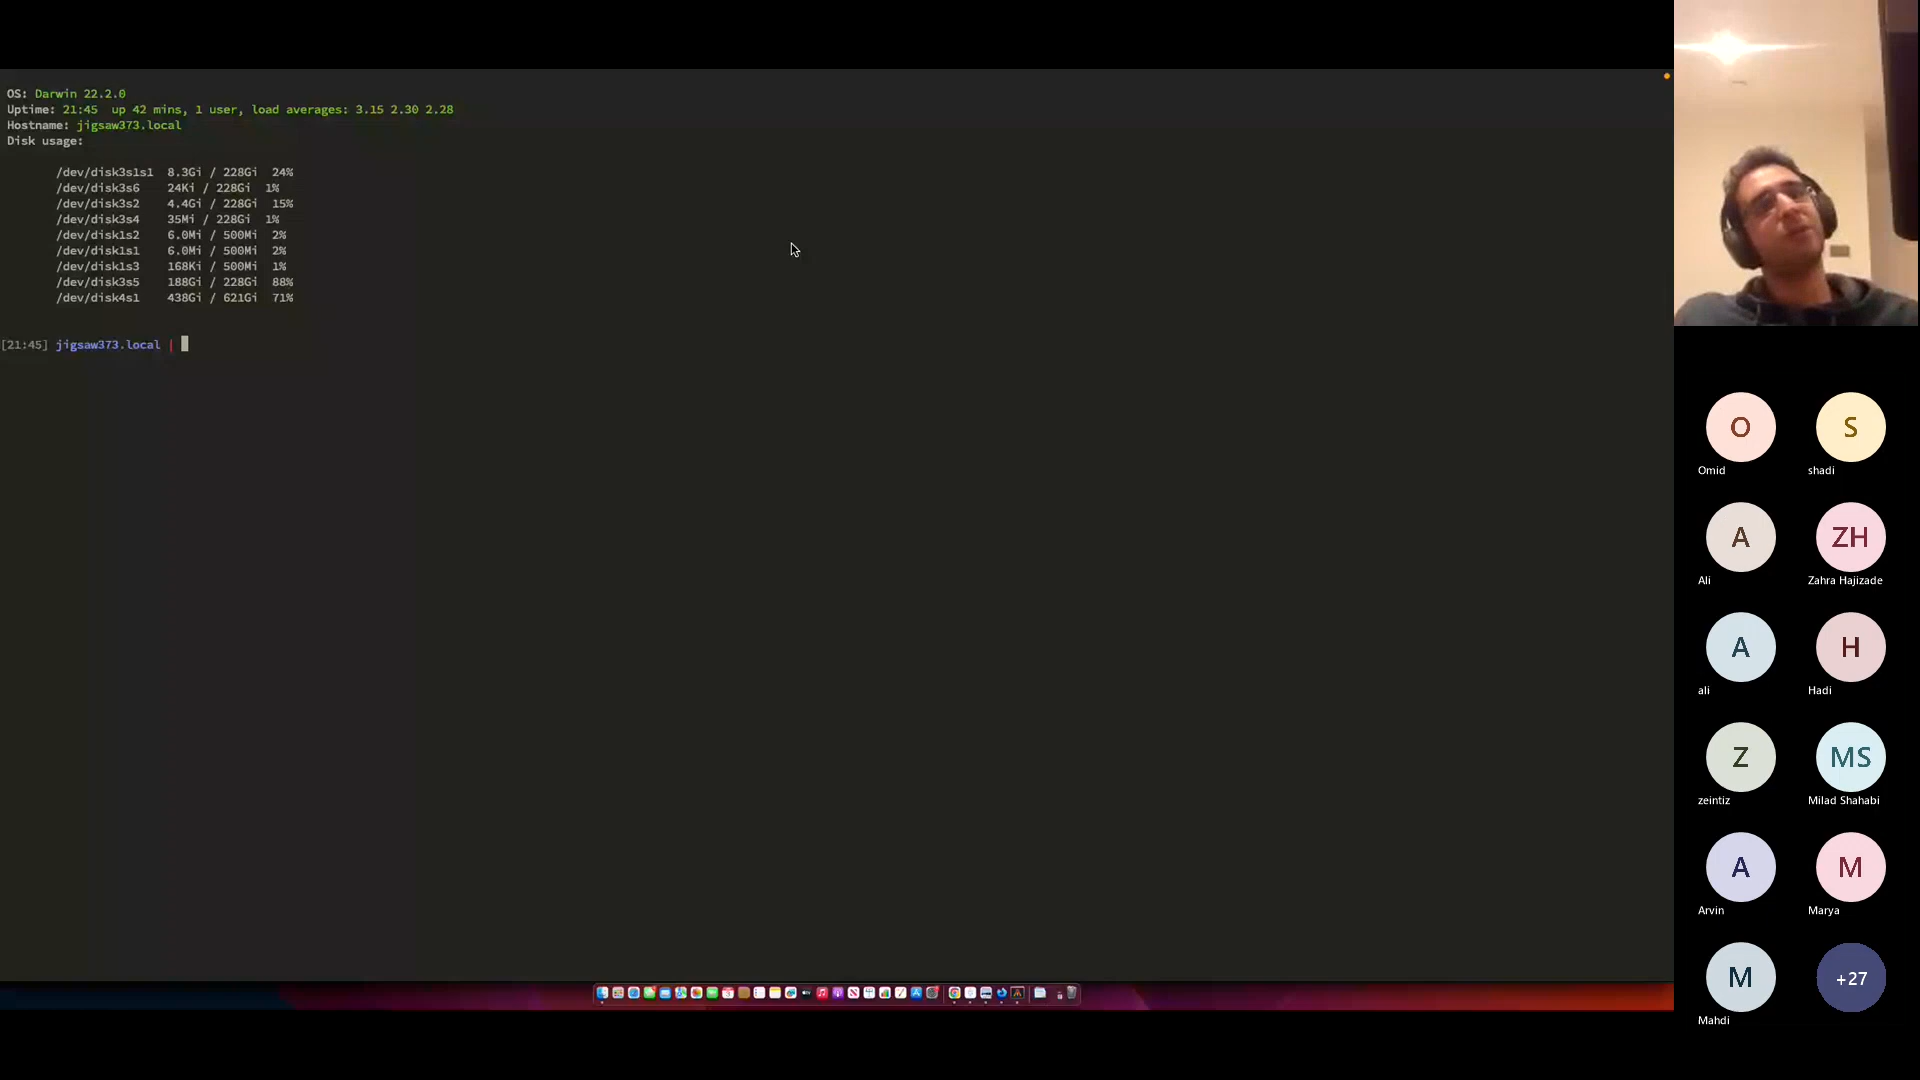 OS: Darwin 22.2.0
Uptime: 21:45  up 42 mins, 1 user, load averages: 3.15 2.30 2.28
Hostname: jigsaw373.local
Disk usage:
/dev/disk3s1s1  8.3Gi / 228Gi  24%
/dev/disk3s6  24Ki / 228Gi  1%
/dev/disk3s2  4.4Gi / 228Gi  15%
/dev/disk3s4  35Mi / 228Gi  1%
/dev/disk1s2  6.0Mi / 500Mi  2%
/dev/disk1s1  6.0Mi / 500Mi  2%
/dev/disk1s3  168Ki / 500Mi  1%
/dev/disk3s5  188Gi / 228Gi  88%
/dev/disk4s1  438Gi / 621Gi  71%
[21:45] jigsaw373.local |
O S
Omid shadi
A ZH
Ali Zahra Hajizade
A H
ali Hadi
Z MS
zeintiz Milad Shahabi
A M
Arvin Marya
M +27
Mahdi